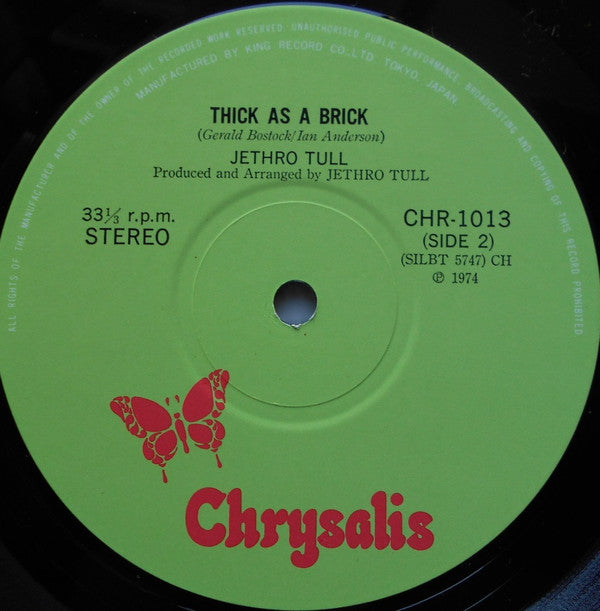 ALL RIGHTS OF THE MANUFACTURER AND OF THE OWNER OF THE RECORDED WORK RESERVED. UNAUTHORISED PUBLIC PERFORMANCE, BROADCASTING AND COPYING OF THIS RECORD PROHIBITED
MANUFACTURED BY KING RECORD CO., LTD. TOKYO, JAPAN.
THICK AS A BRICK
(Gerald Bostock/Ian Anderson)
JETHRO TULL
Produced and Arranged by JETHRO TULL
33⅓ r.p.m.
STEREO
CHR-1013
(SIDE 2)
(SILBT 5747) CH
℗ 1974
Chrysalis